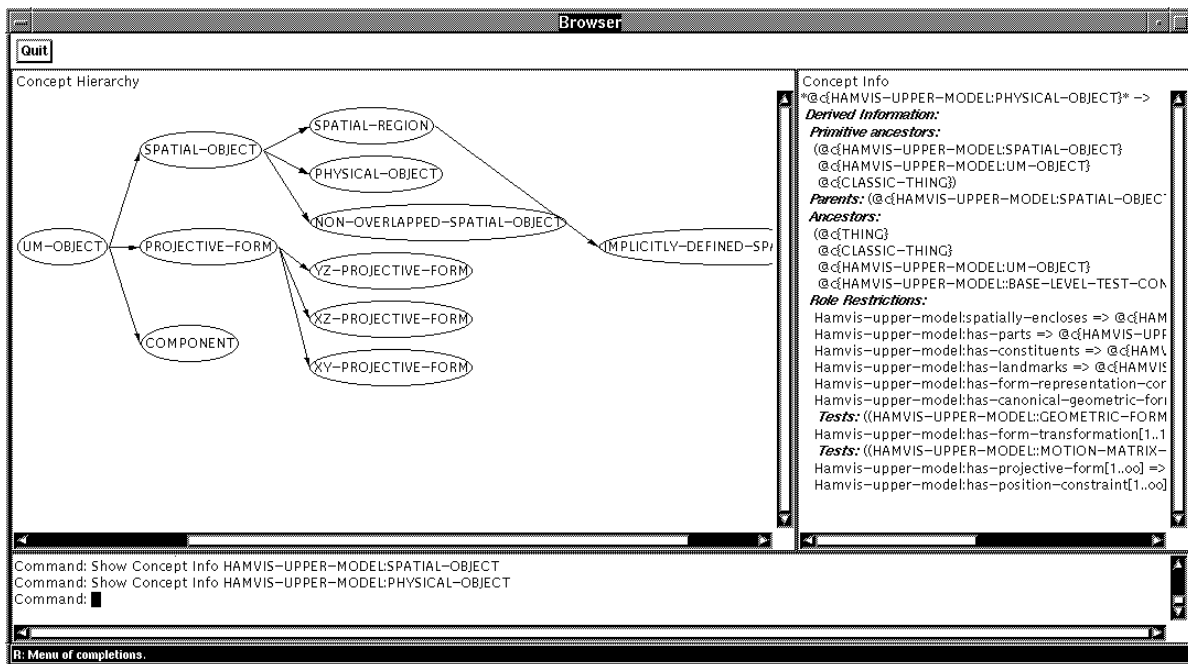 Browser
Quit
Concept Hierarchy
SPATIAL-REGION
SPATIAL-OBJECT
PHYSICAL-OBJECT
NON-OVERLAPPED-SPATIAL-OBJECT
UM-OBJECT
PROJECTIVE-FORM
IMPLICITLY-DEFINED-SPA
YZ-PROJECTIVE-FORM
XZ-PROJECTIVE-FORM
COMPONENT
XY-PROJECTIVE-FORM
Concept Info
*@c{HAMVIS-UPPER-MODEL:PHYSICAL-OBJECT}* ->
Derived Information:
Primitive ancestors:
(@c{HAMVIS-UPPER-MODEL:SPATIAL-OBJECT}
@c{HAMVIS-UPPER-MODEL:UM-OBJECT}
@c{CLASSIC-THING})
Parents: (@c{HAMVIS-UPPER-MODEL:SPATIAL-OBJEC
Ancestors:
(@c{THING}
@c{CLASSIC-THING}
@c{HAMVIS-UPPER-MODEL:UM-OBJECT}
@c{HAMVIS-UPPER-MODEL::BASE-LEVEL-TEST-CON
Role Restrictions:
Hamvis-upper-model:spatially-encloses => @c{HAM
Hamvis-upper-model:has-parts => @c{HAMVIS-UPP
Hamvis-upper-model:has-constituents => @c{HAMV
Hamvis-upper-model:has-landmarks => @c{HAMVIS
Hamvis-upper-model:has-form-representation-con
Hamvis-upper-model:has-canonical-geometric-for
Tests: ((HAMVIS-UPPER-MODEL::GEOMETRIC-FORM
Hamvis-upper-model:has-form-transformation[1..1
Tests: ((HAMVIS-UPPER-MODEL::MOTION-MATRIX-
Hamvis-upper-model:has-projective-form[1..oo] =>
Hamvis-upper-model:has-position-constraint[1..oo]
Command: Show Concept Info HAMVIS-UPPER-MODEL:SPATIAL-OBJECT
Command: Show Concept Info HAMVIS-UPPER-MODEL:PHYSICAL-OBJECT
Command:
R: Menu of completions.